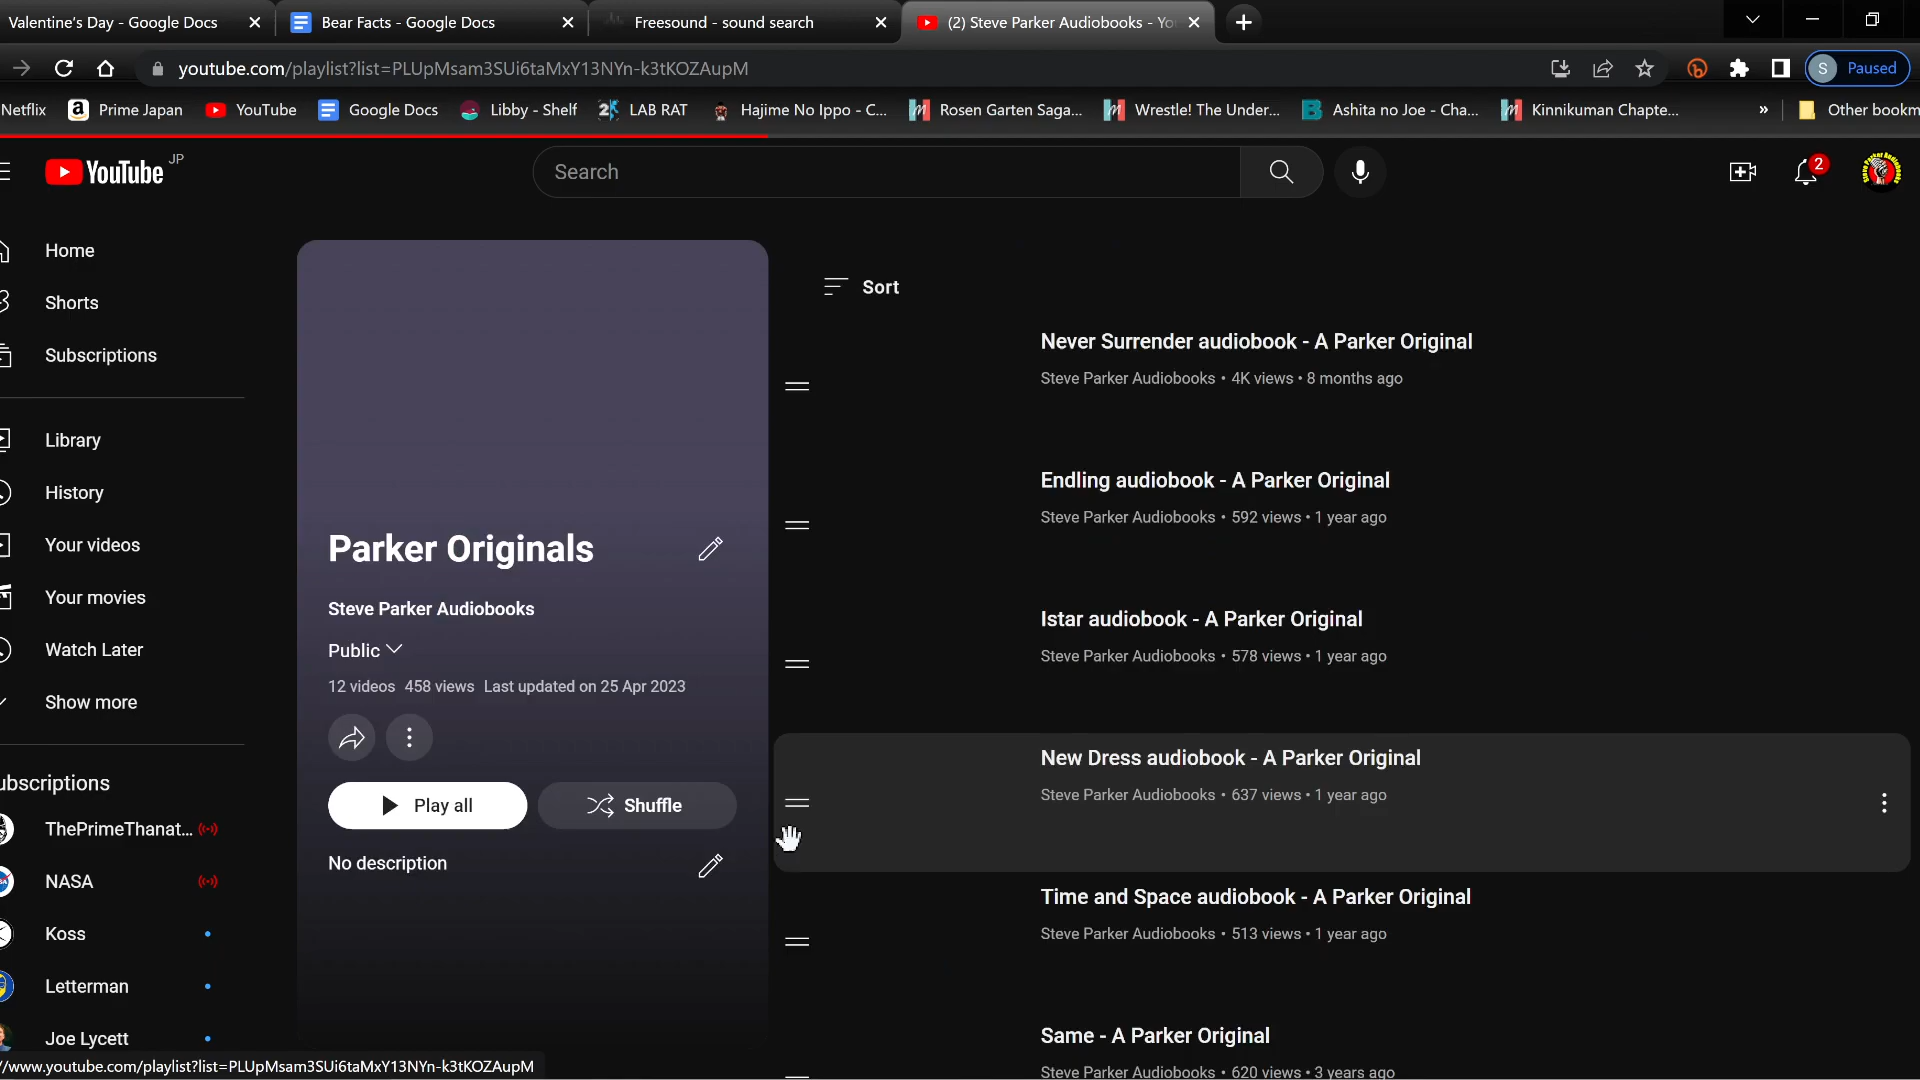 Valentine's Day - Google Docs
Bear Facts - Google Docs
Freesound - sound search
(2) Steve Parker Audiobooks - Yo
youtube.com/playlist?list=PLUpMsam3SUi6taMxY13NYn-k3tKOZAupM
S Paused
Netflix
Prime Japan
YouTube
Google Docs
Libby - Shelf
LAB RAT
Hajime No Ippo - C...
Rosen Garten Saga...
Wrestle! The Under...
Ashita no Joe - Cha...
Kinnikuman Chapte...
»
Other bookm
YouTube JP
Search
2
Home
Shorts
Subscriptions
Library
History
Your videos
Your movies
Watch Later
Show more
ubscriptions
ThePrimeThanat...
NASA
Koss
Letterman
Joe Lycett
Parker Originals
Steve Parker Audiobooks
Public
12 videos 458 views Last updated on 25 Apr 2023
Play all
Shuffle
No description
Sort
Never Surrender audiobook - A Parker Original
Steve Parker Audiobooks • 4K views • 8 months ago
Endling audiobook - A Parker Original
Steve Parker Audiobooks • 592 views • 1 year ago
Istar audiobook - A Parker Original
Steve Parker Audiobooks • 578 views • 1 year ago
New Dress audiobook - A Parker Original
Steve Parker Audiobooks • 637 views • 1 year ago
Time and Space audiobook - A Parker Original
Steve Parker Audiobooks • 513 views • 1 year ago
Same - A Parker Original
Steve Parker Audiobooks • 620 views • 3 years ago
/www.youtube.com/playlist?list=PLUpMsam3SUi6taMxY13NYn-k3tKOZAupM